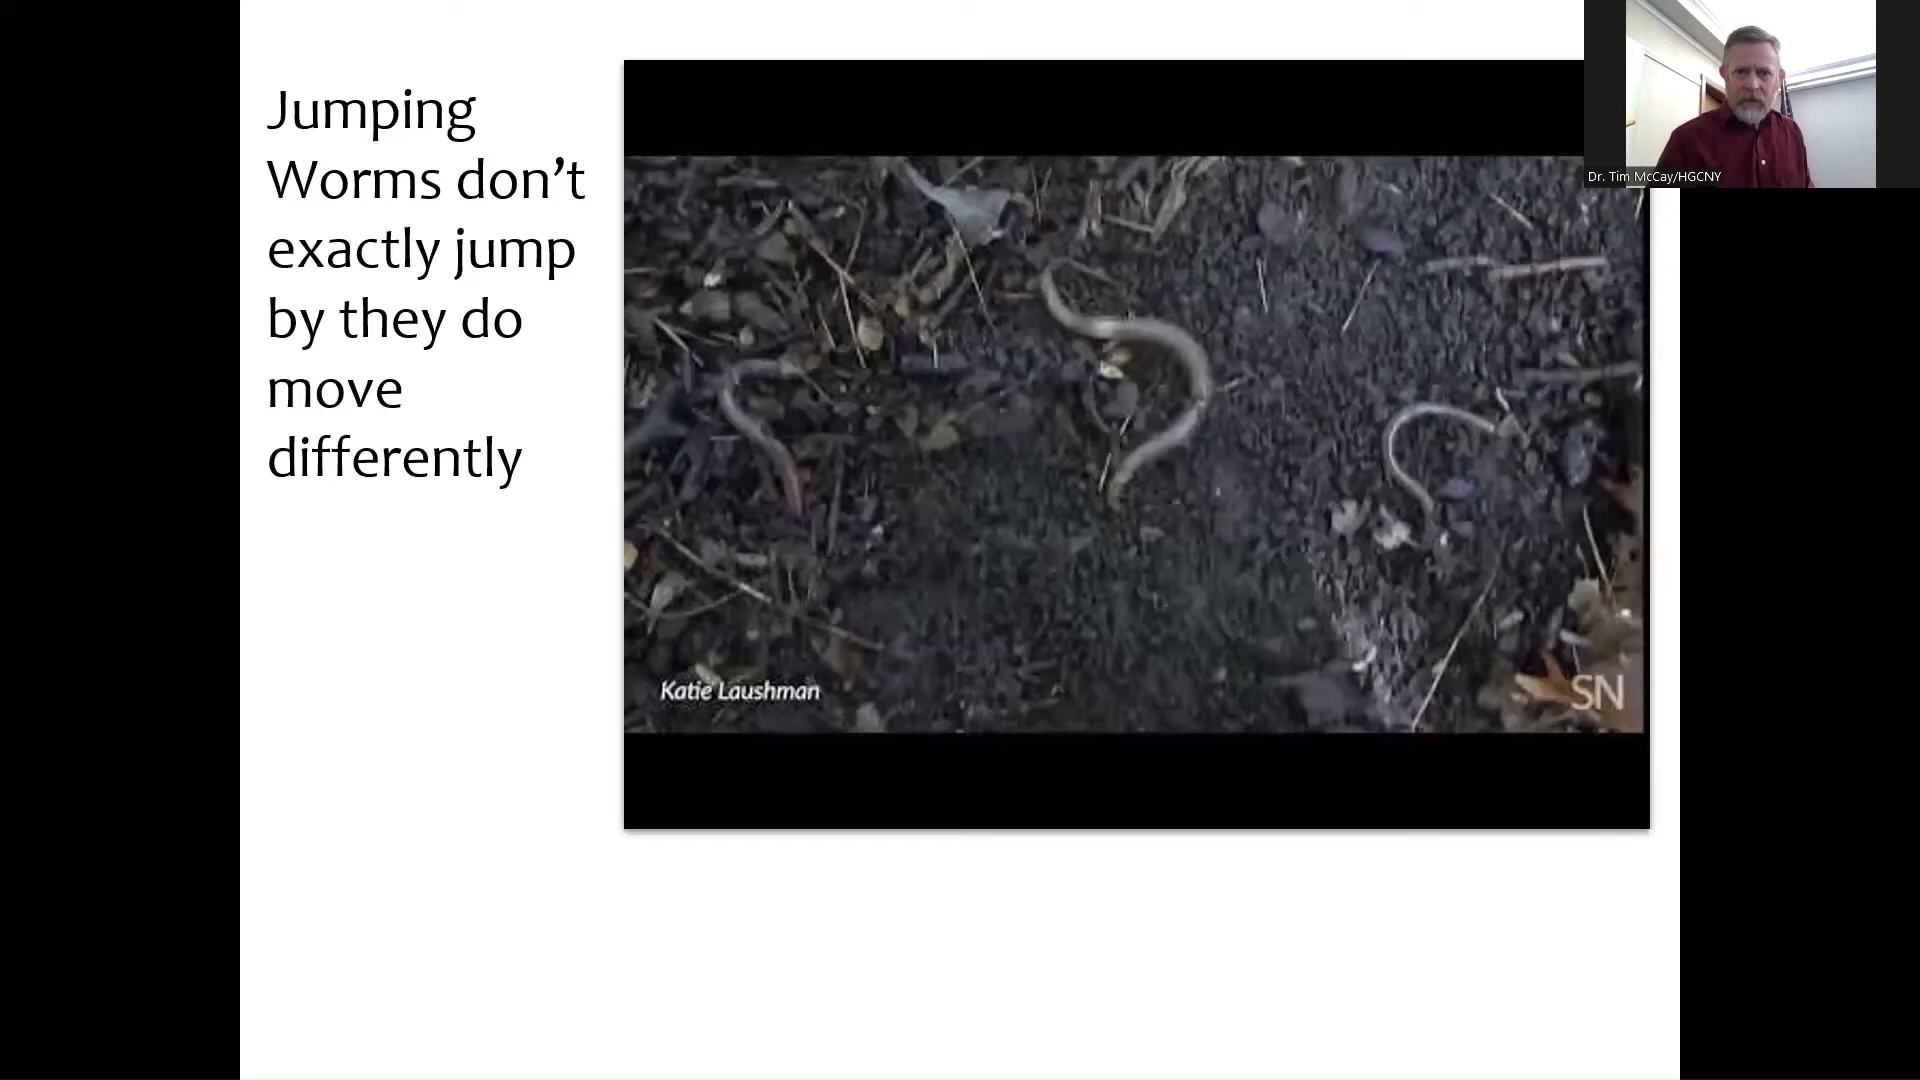 Jumping
Worms don’t
exactly jump
by they do
move
differently
Dr. Tim McCay/HGCNY
Katie Laushman
SN